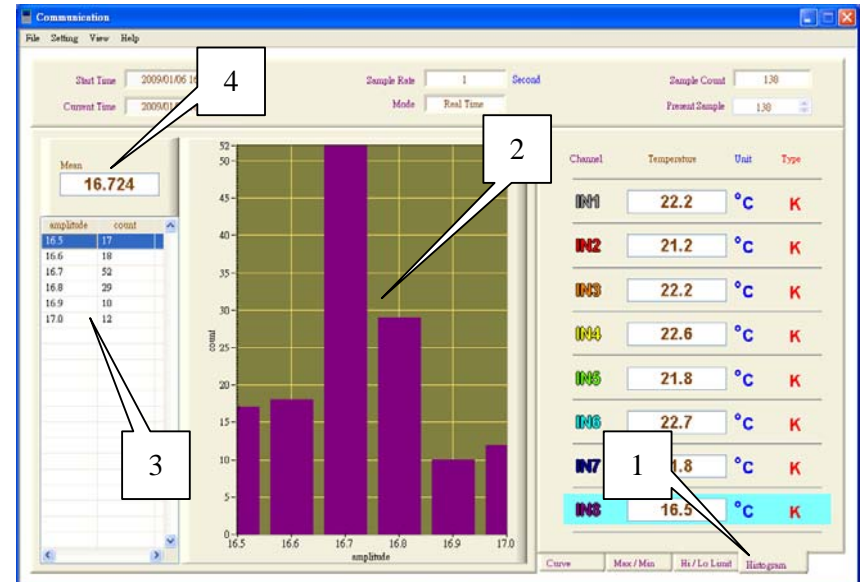 Communication
File Setting View Help
Start Time 2009/01/06 16 Sample Rate 1 Second Sample Count 138
Current Time 2009/01/ Mode Real Time Present Sample 138
4
2
3
1
Mean
16.724
amplitude count
16.5 17
16.6 18
16.7 52
16.8 29
16.9 10
17.0 12
52
50
45
40
35
30
25
20
15
10
5
0
count
16.5 16.6 16.7 16.8 16.9 17.0
amplitude
Channel Temperature Unit Type
IN1 22.2 °C K
IN2 21.2 °C K
IN3 22.2 °C K
IN4 22.6 °C K
IN5 21.8 °C K
IN6 22.7 °C K
IN7 1.8 °C K
IN8 16.5 °C K
Curve Max / Min Hi / Lo Limit Histogram